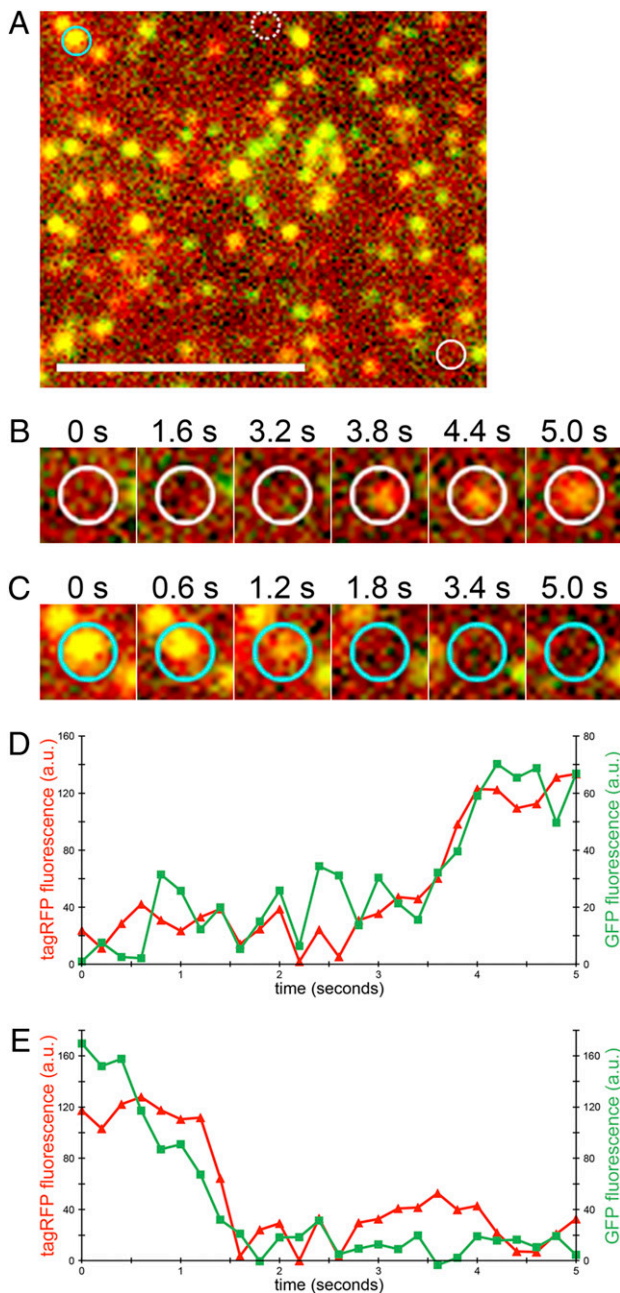 A
B
0 s 1.6 s 3.2 s 3.8 s 4.4 s 5.0 s
C
0 s 0.6 s 1.2 s 1.8 s 3.4 s 5.0 s
D
tagRFP fluorescence (a.u.)
160
120
80
40
0
GFP fluorescence (a.u.)
80
60
40
20
0
0 1 2 3 4 5
time (seconds)
E
tagRFP fluorescence (a.u.)
160
120
80
40
0
GFP fluorescence (a.u.)
160
120
80
40
0
0 1 2 3 4 5
time (seconds)